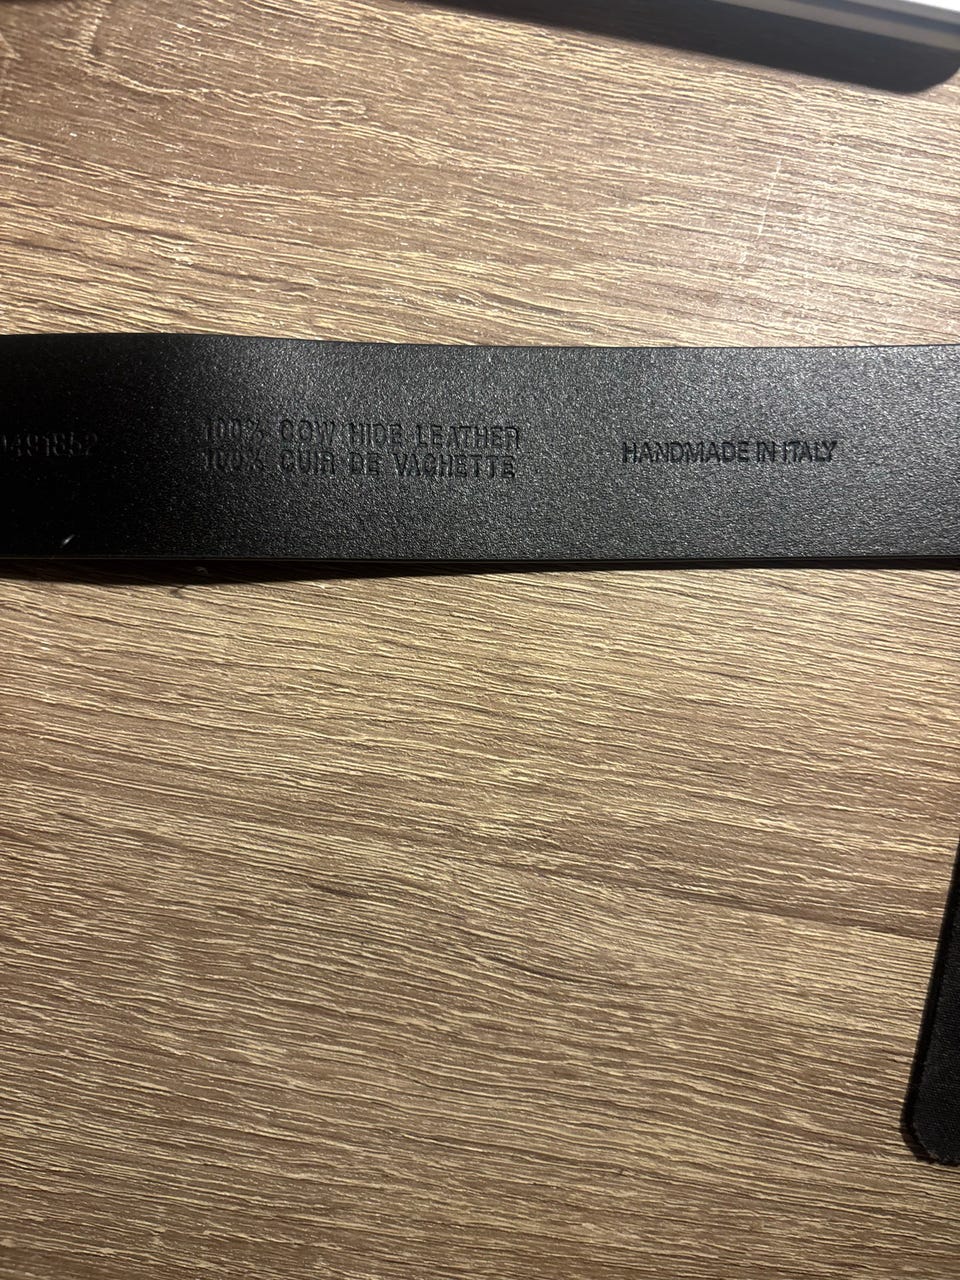 100% COW HIDE LEATHER
100% CUIR DE VACHETTE
HANDMADE IN ITALY